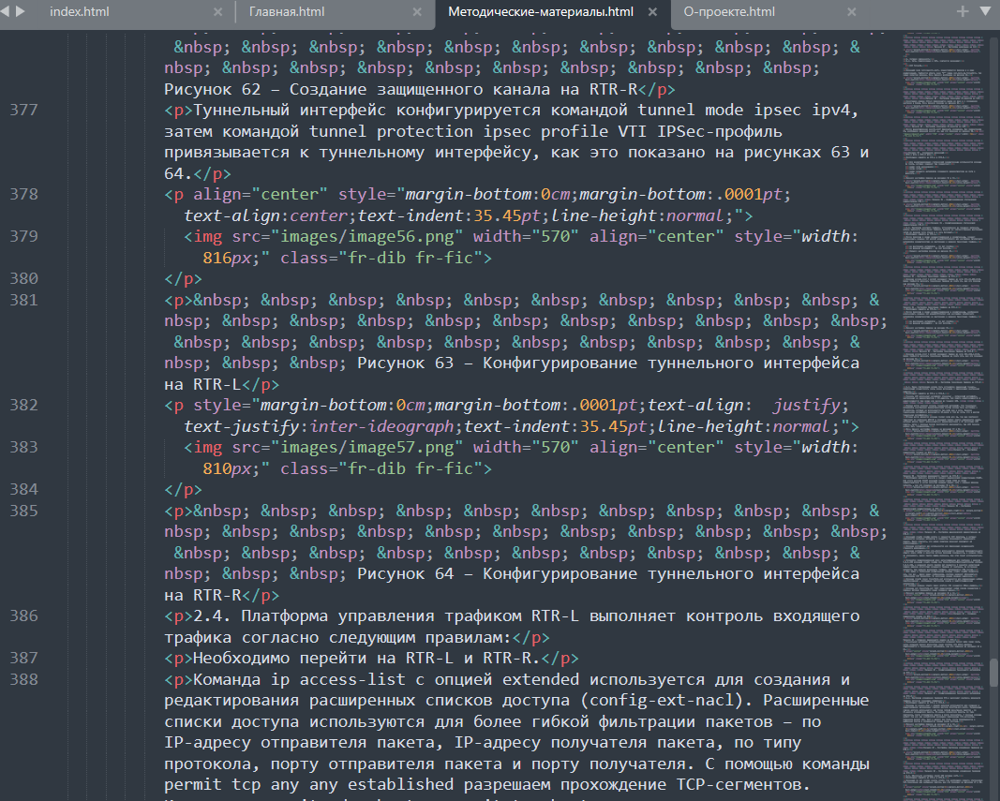 index.html × Главная.html × Методические-материалы.html × О-проекте.html × + ▼
&nbsp; &nbsp; &nbsp; &nbsp; &nbsp; &nbsp; &nbsp; &nbsp; &nbsp; &nbsp; &
nbsp; &nbsp; &nbsp; &nbsp; &nbsp; &nbsp; &nbsp; &nbsp; &nbsp; &nbsp;
Рисунок 62 – Создание защищеного канала на RTR-R</p>
377 <p>Туннельный интерфейс конфигурируется командой tunnel mode ipsec ipv4,
затем командой tunnel protection ipsec profile VTI IPSec-профиль
привязывается к туннельному интерфейсу, как это показано на рисунках 63 и
64.</p>
378 <p align="center" style="margin-bottom:0cm;margin-bottom:.0001pt;
text-align:center;text-indent:35.45pt;line-height:normal;">
379 <img src="images/image56.png" width="570" align="center" style="width:
816px;" class="fr-dib fr-fic">
380 </p>
381 <p>&nbsp; &nbsp; &nbsp; &nbsp; &nbsp; &nbsp; &nbsp; &nbsp; &nbsp; &nbsp; &
nbsp; &nbsp; &nbsp; &nbsp; &nbsp; &nbsp; &nbsp; &nbsp; &nbsp; &nbsp; &nbsp;
&nbsp; &nbsp; &nbsp; &nbsp; &nbsp; &nbsp; &nbsp; &nbsp; &nbsp; &nbsp; &
nbsp; &nbsp; &nbsp; Рисунок 63 – Конфигурирование туннельного интерфейса
на RTR-L</p>
382 <p style="margin-bottom:0cm;margin-bottom:.0001pt;text-align: justify;
text-justify:inter-ideograph;text-indent:35.45pt;line-height:normal;">
383 <img src="images/image57.png" width="570" align="center" style="width:
810px;" class="fr-dib fr-fic">
384 </p>
385 <p>&nbsp; &nbsp; &nbsp; &nbsp; &nbsp; &nbsp; &nbsp; &nbsp; &nbsp; &nbsp; &
nbsp; &nbsp; &nbsp; &nbsp; &nbsp; &nbsp; &nbsp; &nbsp; &nbsp; &nbsp; &nbsp;
&nbsp; &nbsp; &nbsp; &nbsp; &nbsp; &nbsp; &nbsp; &nbsp; &nbsp; &nbsp; &
nbsp; &nbsp; &nbsp; Рисунок 64 – Конфигурирование туннельного интерфейса
на RTR-R</p>
386 <p>2.4. Платформа управления трафиком RTR-L выполняет контроль входящего
трафика согласно следующим правилам:</p>
387 <p>Необходимо перейти на RTR-L и RTR-R.</p>
388 <p>Команда ip access-list с опцией extended используется для создания и
редактирования расширенных списков доступа (config-ext-nacl). Расширенные
списки доступа используются для более гибкой фильтрации пакетов – по
IP-адресу отправителя пакета, IP-адресу получателя пакета, по типу
протокола, порту отправителя пакета и порту получателя. С помощью команды
permit tcp any any established разрешаем прохождение TCP-сегментов.